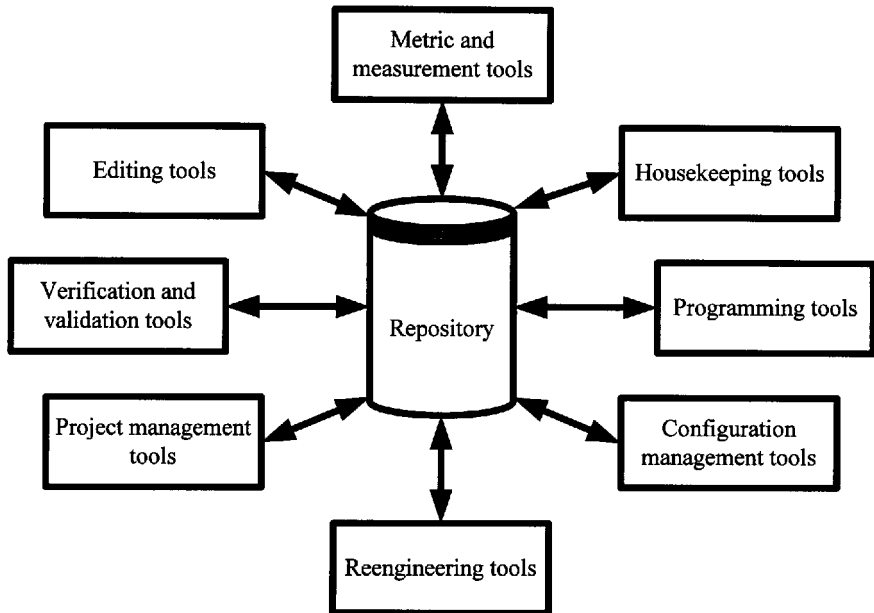 Metric and
measurement tools
Editing tools
Housekeeping tools
Verification and
validation tools
Repository
Programming tools
Project management
tools
Configuration
management tools
Reengineering tools